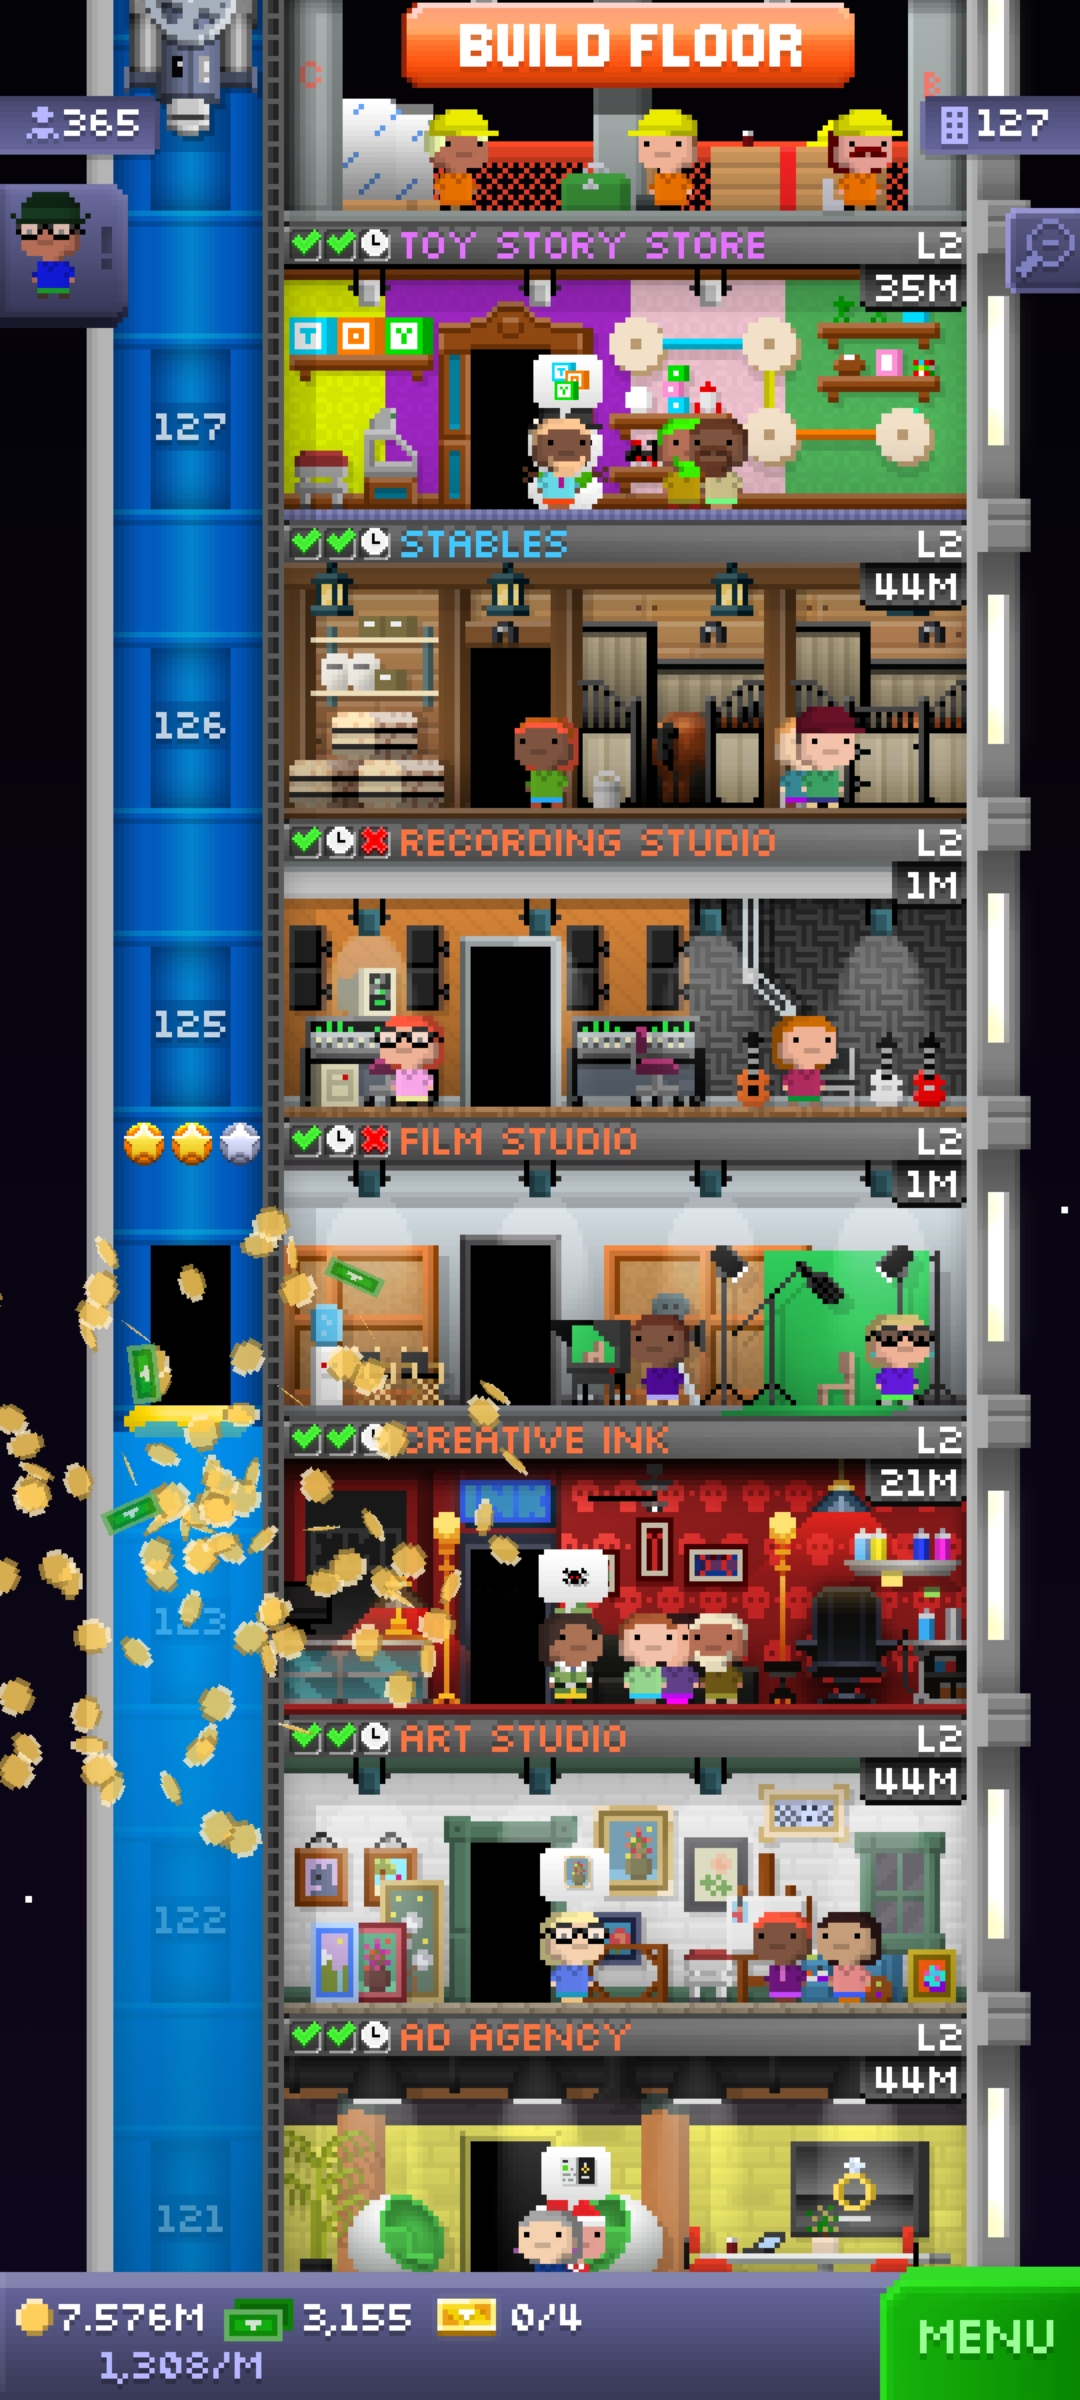 BUILD FLOOR
C
B
365
127
!
TOY STORY STORE L2
35M
T O Y
127
STABLES L2
44M
126
RECORDING STUDIO L2
1M
125
FILM STUDIO L2
1M
CREATIVE INK L2
21M
123
ART STUDIO L2
44M
122
AD AGENCY L2
44M
121
7.576M 3,155 0/4
1,308/M
MENU